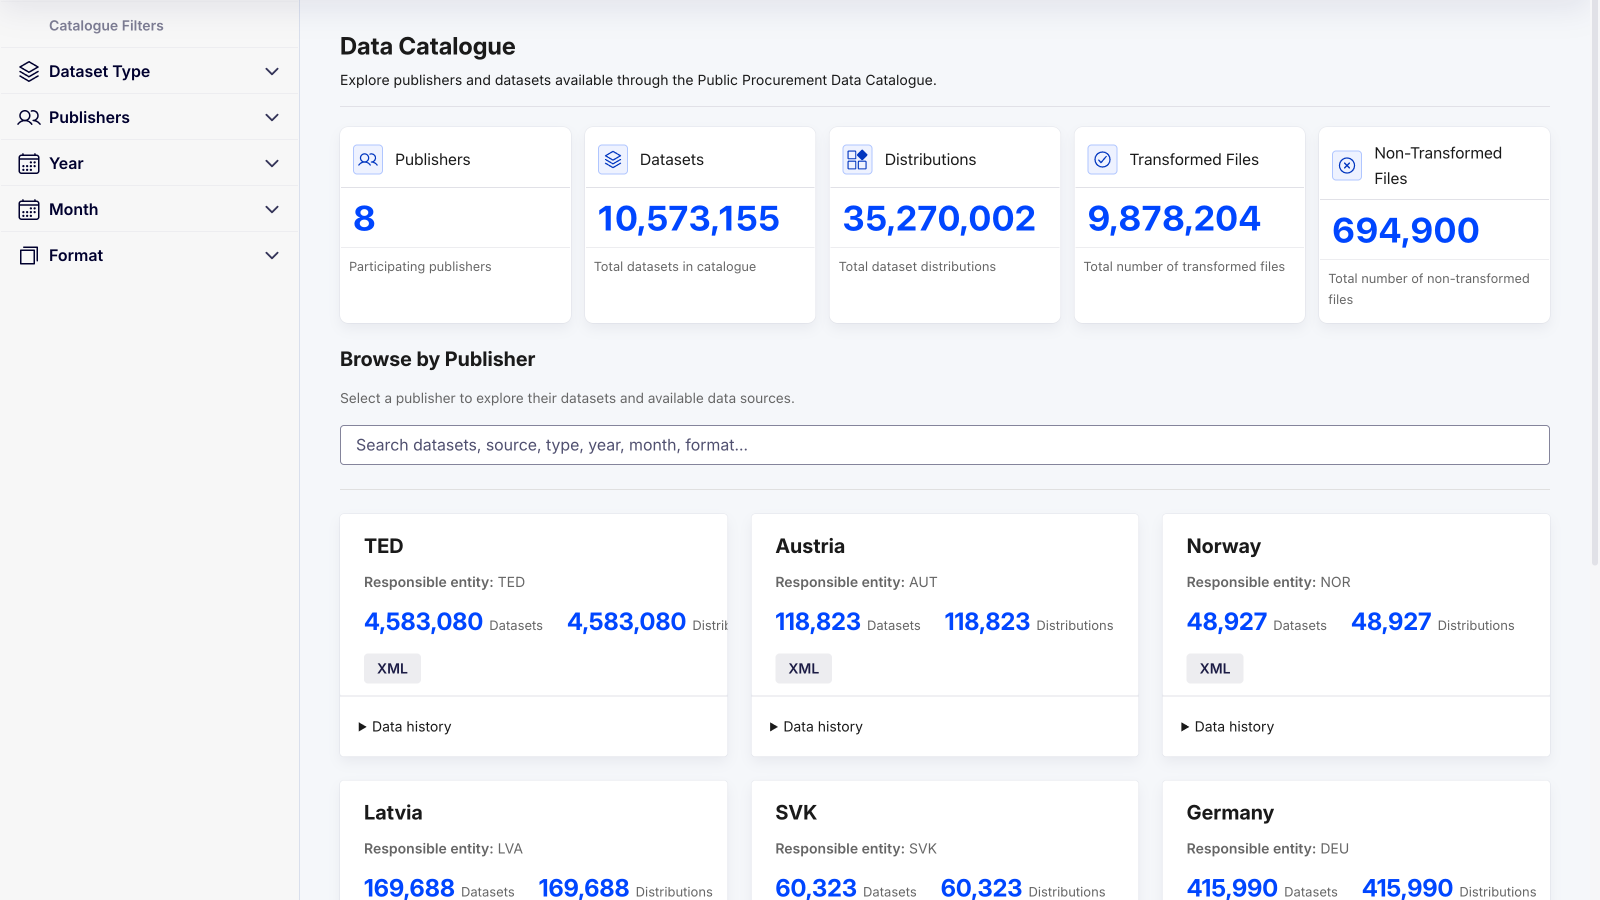 Catalogue Filters
Dataset Type
Publishers
Year
Month
Format
Data Catalogue
Explore publishers and datasets available through the Public Procurement Data Catalogue.
Publishers
8
Participating publishers
Datasets
10,573,155
Total datasets in catalogue
Distributions
35,270,002
Total dataset distributions
Transformed Files
9,878,204
Total number of transformed files
Non-Transformed
Files
694,900
Total number of non-transformed
files
Browse by Publisher
Select a publisher to explore their datasets and available data sources.
Search datasets, source, type, year, month, format...
TED
Responsible entity: TED
4,583,080 Datasets 4,583,080
XML
Data history
Austria
Responsible entity: AUT
118,823 Datasets 118,823 Distributions
XML
Data history
Norway
Responsible entity: NOR
48,927 Datasets 48,927 Distributions
XML
Data history
Latvia
Responsible entity: LVA
169,688 Datasets 169,688 Distributions
SVK
Responsible entity: SVK
60,323 Datasets 60,323 Distributions
Germany
Responsible entity: DEU
415,990 Datasets 415,990 Distributions